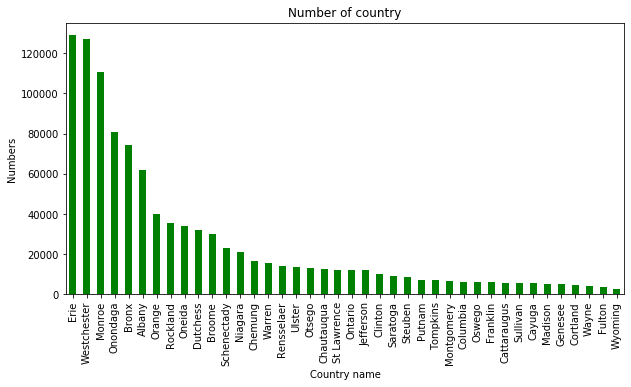 Number of country
120000
100000
80000
60000
40000
20000
0
Numbers
Erie
Westchester
Monroe
Onondaga
Bronx
Albany
Orange
Rockland
Oneida
Dutchess
Broome
Schenectady
Niagara
Chemung
Warren
Rensselaer
Ulster
Otsego
Chautauqua
St Lawrence
Ontario
Jefferson
Clinton
Saratoga
Steuben
Putnam
Tompkins
Montgomery
Columbia
Oswego
Franklin
Cattaraugus
Sullivan
Cayuga
Madison
Genesee
Cortland
Wayne
Fulton
Wyoming
Country name